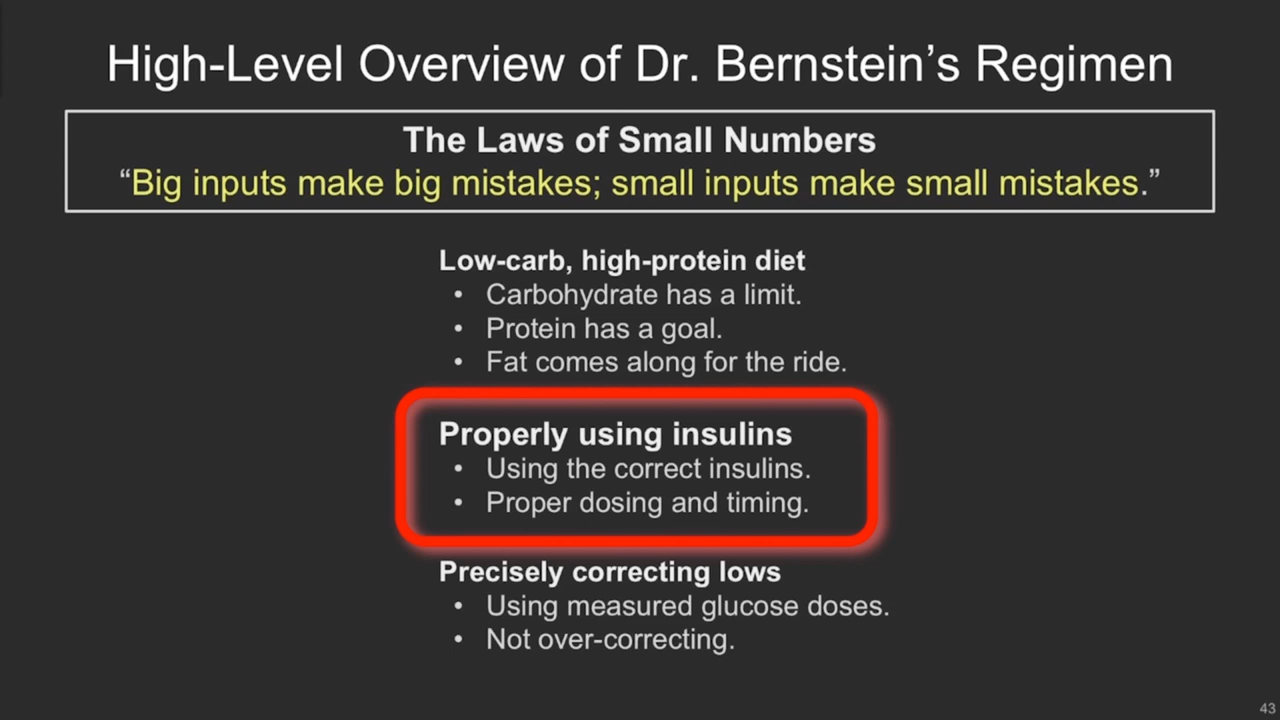 High-Level Overview of Dr. Bernstein’s Regimen
The Laws of Small Numbers
“Big inputs make big mistakes; small inputs make small mistakes.”
Low-carb, high-protein diet
• Carbohydrate has a limit.
• Protein has a goal.
• Fat comes along for the ride.
Properly using insulins
• Using the correct insulins.
• Proper dosing and timing.
Precisely correcting lows
• Using measured glucose doses.
• Not over-correcting.
43